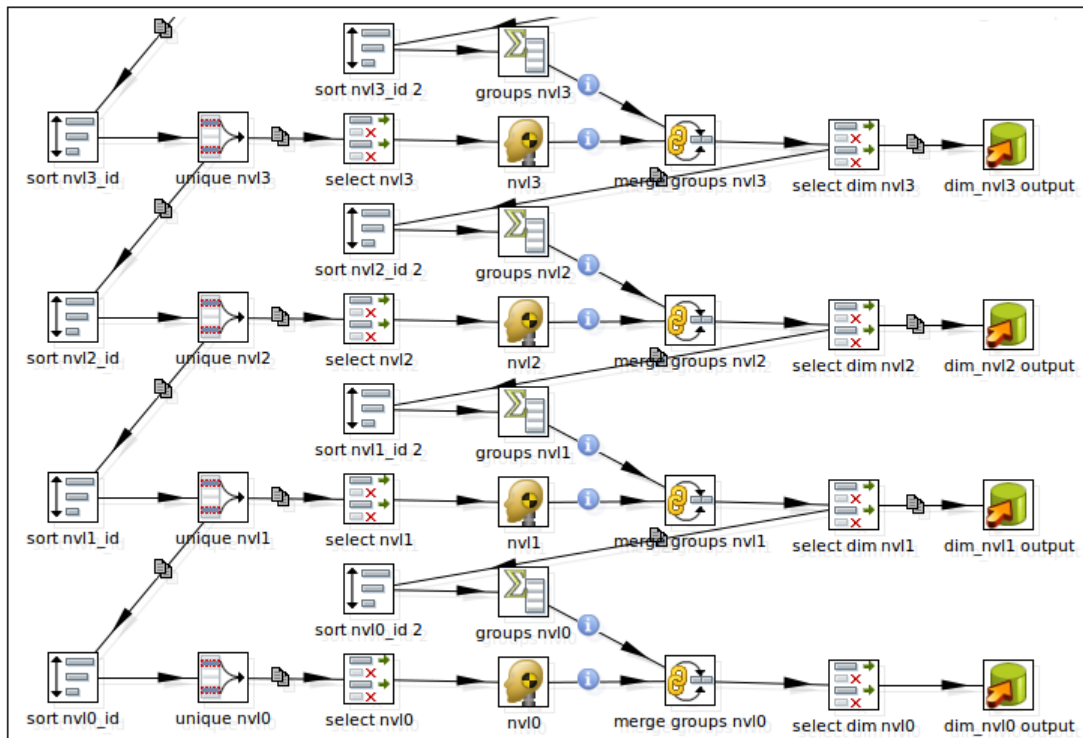 sort nvl3_id 2
groups nvl3
sort nvl3_id
unique nvl3
select nvl3
nvl3
merge groups nvl3
select dim nvl3
dim_nvl3 output
sort nvl2_id 2
groups nvl2
sort nvl2_id
unique nvl2
select nvl2
nvl2
merge groups nvl2
select dim nvl2
dim_nvl2 output
sort nvl1_id 2
groups nvl1
sort nvl1_id
unique nvl1
select nvl1
nvl1
merge groups nvl1
select dim nvl1
dim_nvl1 output
sort nvl0_id 2
groups nvl0
sort nvl0_id
unique nvl0
select nvl0
nvl0
merge groups nvl0
select dim nvl0
dim_nvl0 output